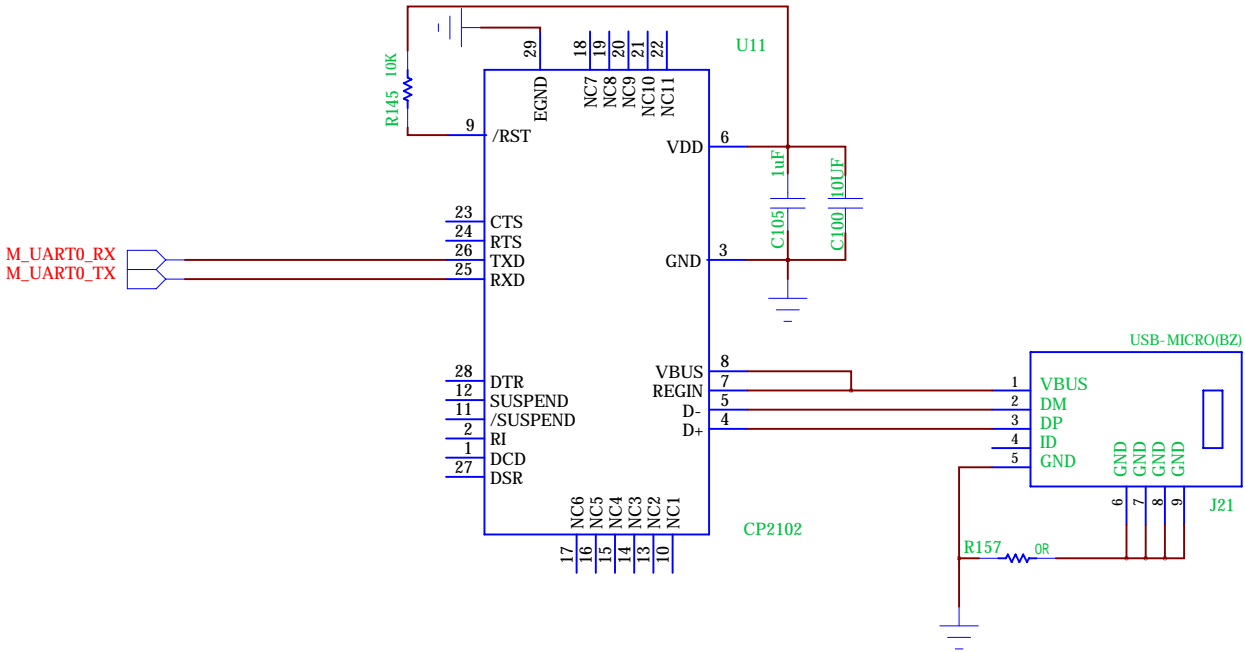 U11
29
18
19
20
21
22
EGND
NC7
NC8
NC9
NC10
NC11
R145 10K
9
/RST
6
VDD
1uF
C105
10UF
C100
3
GND
23
CTS
24
RTS
M_UART0_RX
26
TXD
M_UART0_TX
25
RXD
USB-MICRO(BZ)
8
VBUS
7
REGIN
5
D-
4
D+
28
DTR
12
SUSPEND
11
/SUSPEND
2
RI
1
DCD
27
DSR
1
VBUS
2
DM
3
DP
4
ID
5
GND
GND
GND
GND
GND
6
7
8
9
J21
NC6
NC5
NC4
NC3
NC2
NC1
17
16
15
14
13
10
CP2102
R157 0R